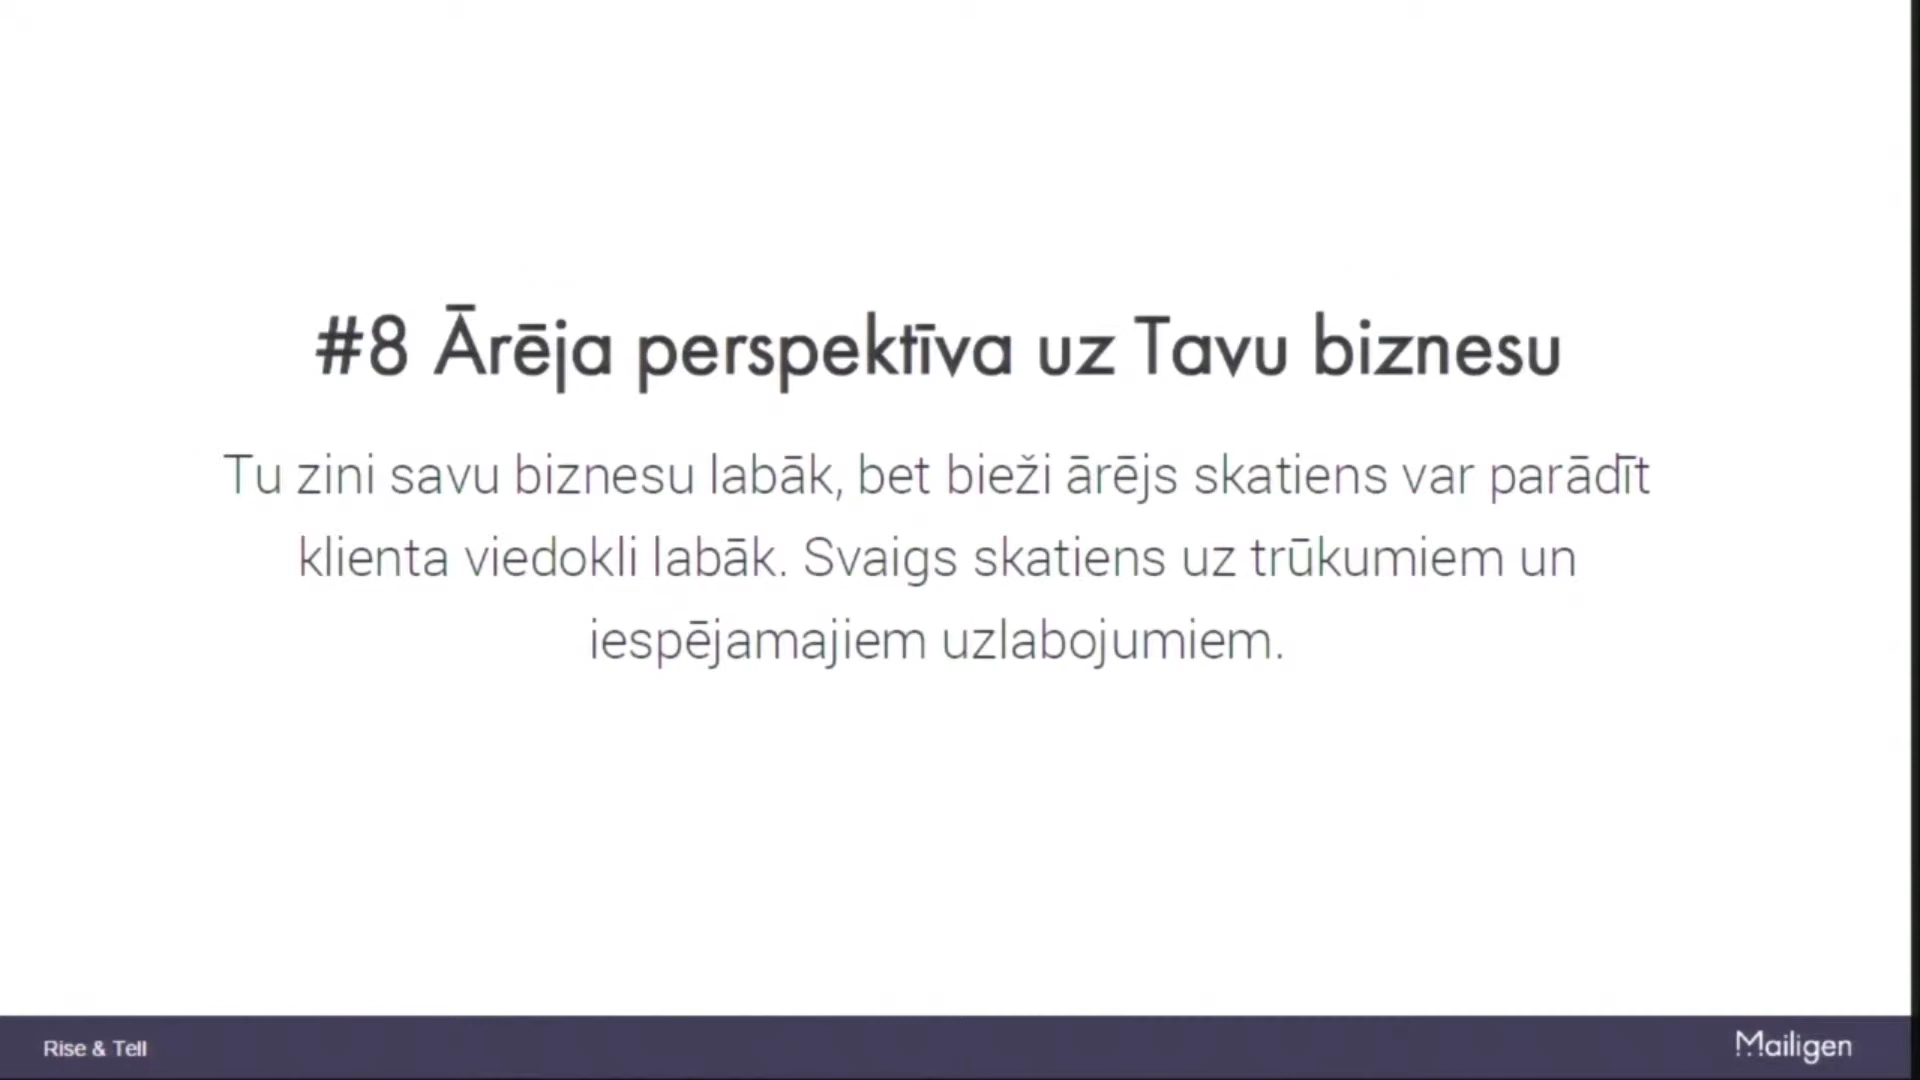 #8 Ārēja perspektīva uz Tavu biznesu
Tu zini savu biznesu labāk, bet bieži ārējs skatiens var parādīt
klienta viedokli labāk. Svaigs skatiens uz trūkumiem un
iespējamajiem uzlabojumiem.
Rise & Tell
Mailigen